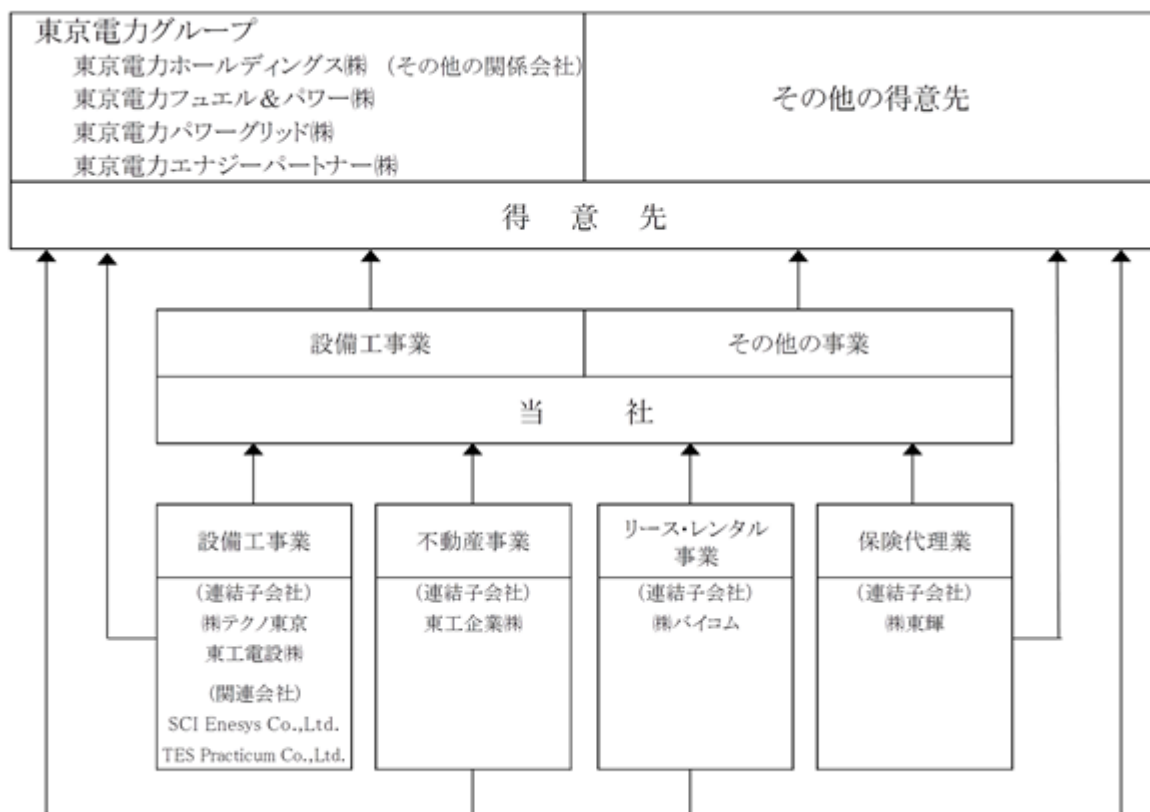 東京電力グループ
東京電力ホールディングス㈱ (その他の関係会社)
東京電力フュエル＆パワー㈱
東京電力パワーグリッド㈱
東京電力エナジーパートナー㈱
その他の得意先
得 意 先
設備工事業
その他の事業
当 社
設備工事業
(連結子会社)
㈱テクノ東京
東工電設㈱
(関連会社)
SCI Enesys Co.,Ltd.
TES Practicum Co.,Ltd.
不動産事業
(連結子会社)
東工企業㈱
リース・レンタル
事業
(連結子会社)
㈱バイコム
保険代理業
(連結子会社)
㈱東輝